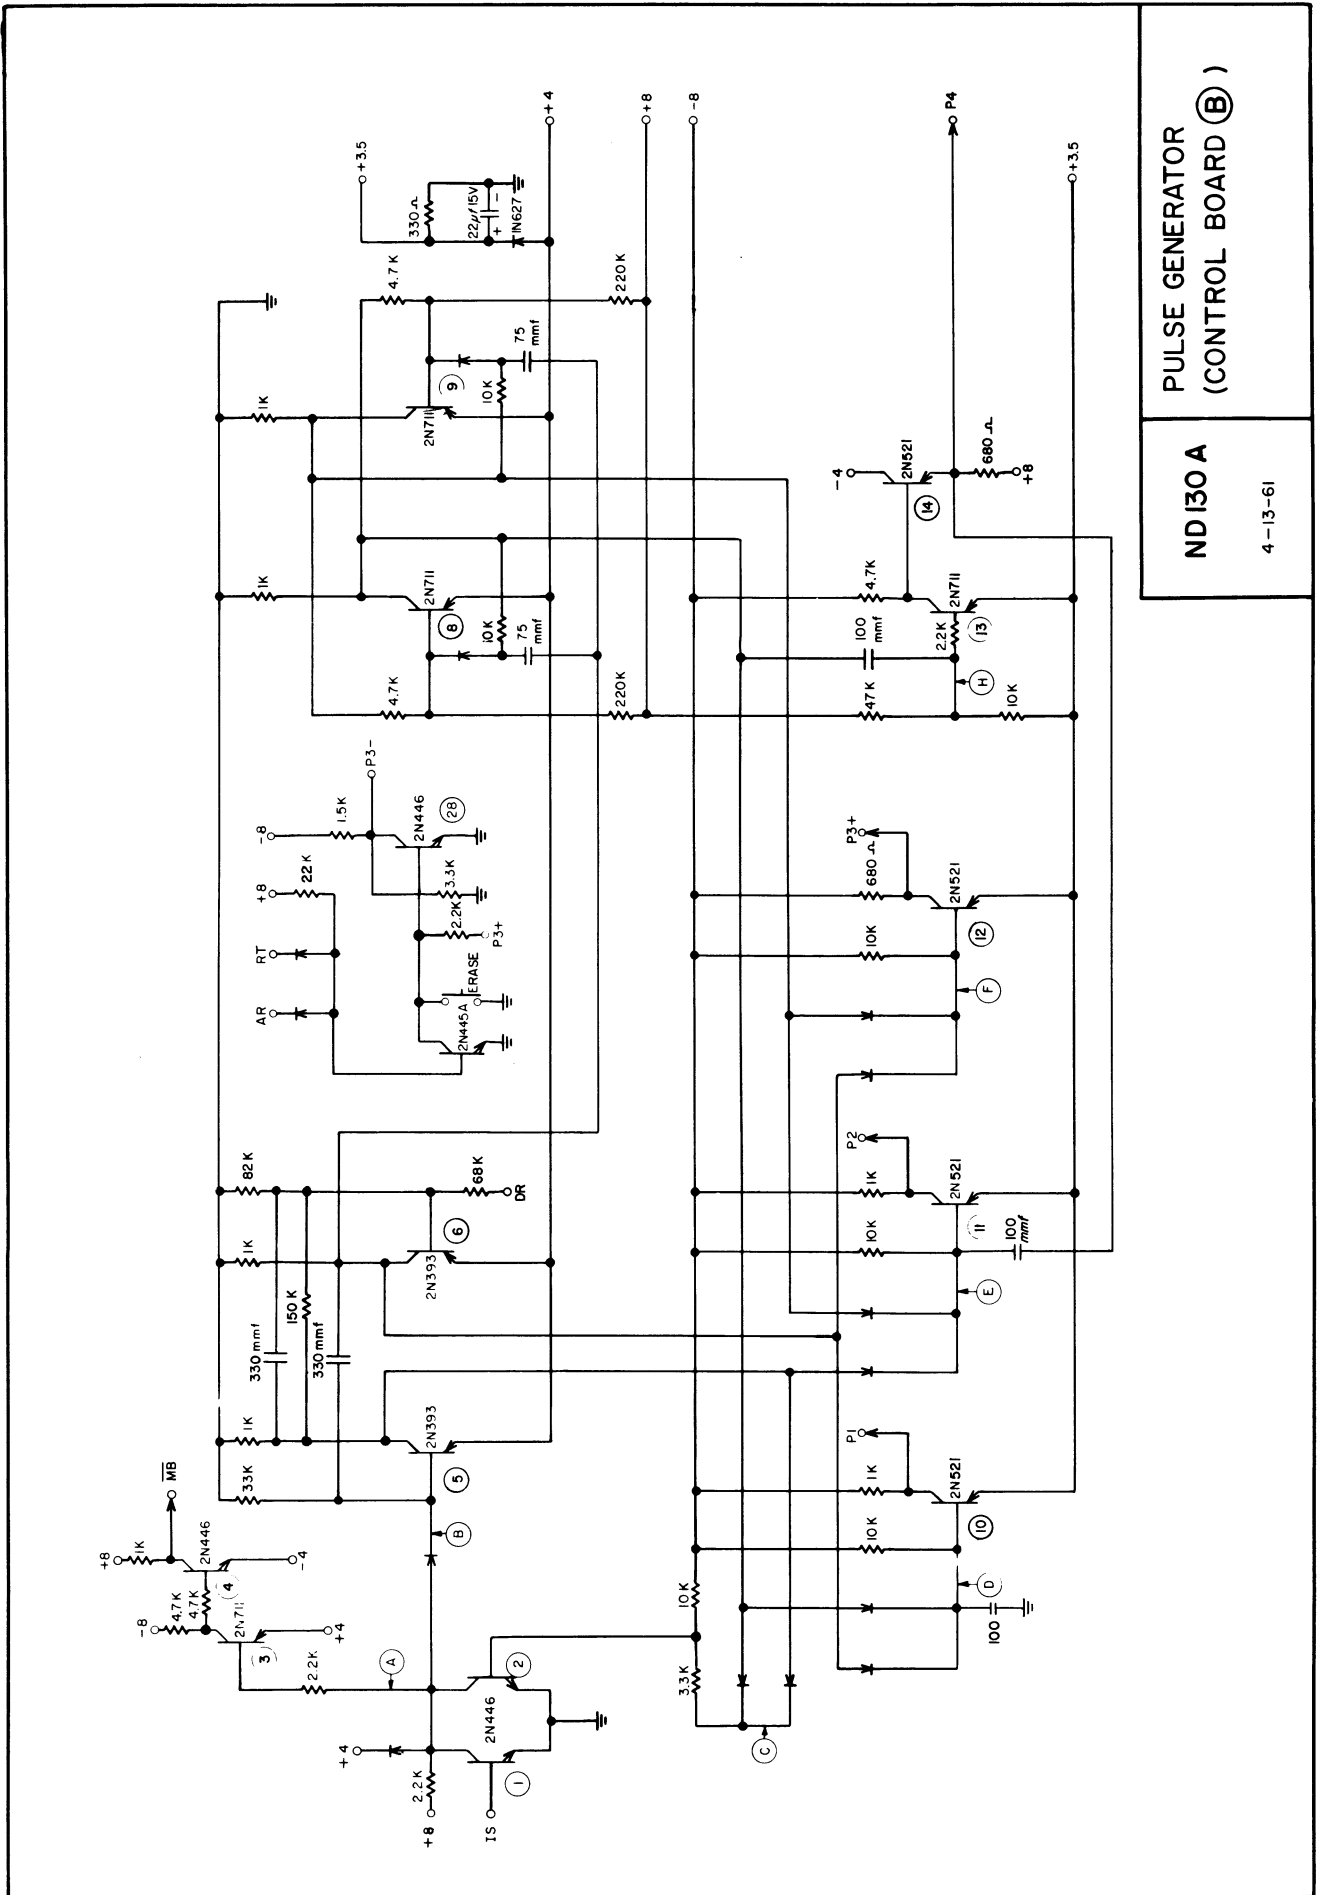 PULSE GENERATOR
(CONTROL BOARD Ⓑ )
ND130A
4-13-61
+3.5
330Ω
22μf 15V
+ -
1N627
+4
+8
-8
P4
+3.5
4.7K
220K
1K
2N711
9
10K
75
mmf
1K
2N711
8
10K
75
mmf
4.7K
220K
-4
2N521
14
680Ω
+8
4.7K
2N711
13
2.2K
100
mmf
H
47K
10K
-8
1.5K
P3-
2N446
28
+8
22K
3.3K
2.2K
P3+
RT
AR
ERASE
2N445A
P3+
680Ω
2N521
12
10K
F
82K
68K
DR
1K
2N393
6
150K
330 mmf
330 mmf
1K
2N393
5
33K
B
P2
1K
2N521
11
10K
100
mmf
E
P1
1K
2N521
10
10K
D
100
MB
+8
1K
2N446
4
-4
4.7K
4.7K
-8
2N711
3
+4
2.2K
A
+4
2.2K
+8
IS
2N446
1
2
10K
3.3K
C